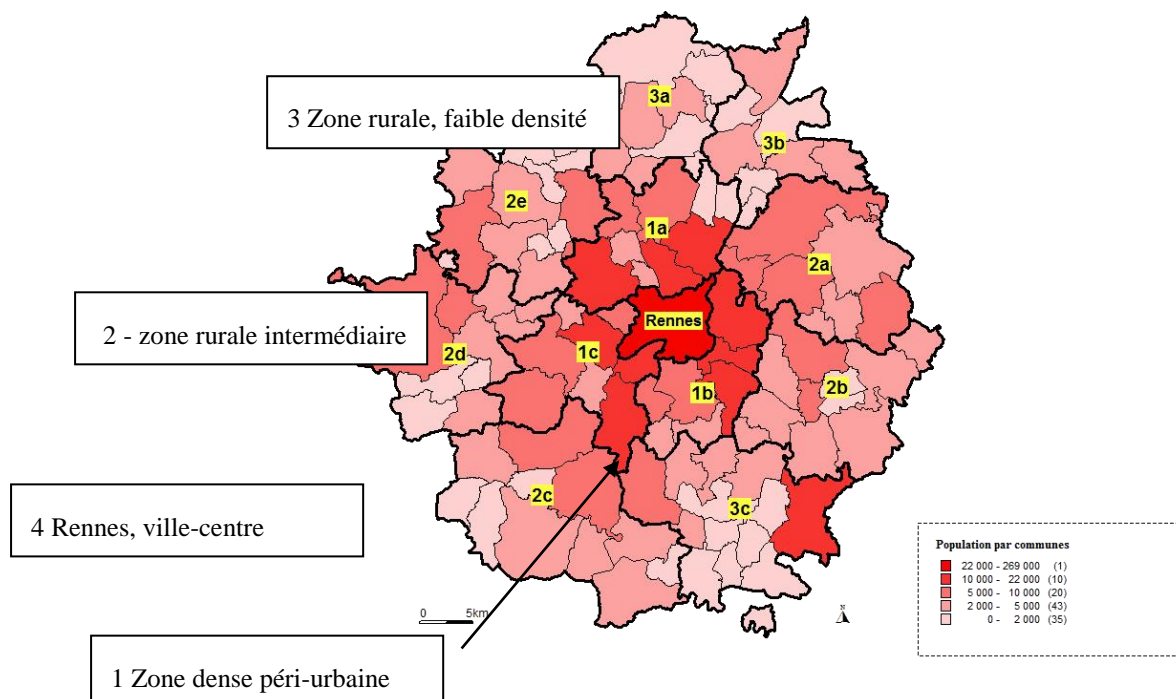 3 Zone rurale, faible densité
3a
3b
2e
1a
2a
Rennes
2 - zone rurale intermédiaire
2d
1c
1b
2b
2c
3c
4 Rennes, ville-centre
Population par communes
22 000 - 269 000 (1)
10 000 - 22 000 (10)
5 000 - 10 000 (20)
2 000 - 5 000 (43)
0 - 2 000 (35)
0 5km
N
1 Zone dense péri-urbaine